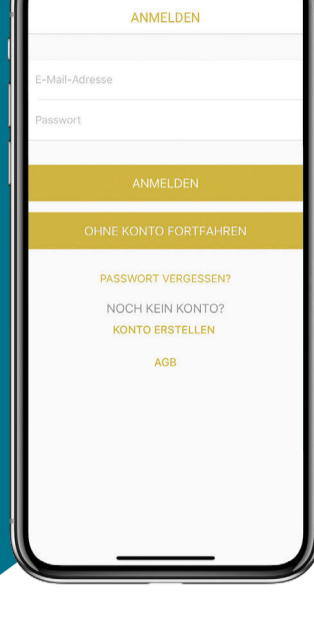 ANMELDEN
E-Mail-Adresse
Passwort
ANMELDEN
OHNE KONTO FORTFAHREN
PASSWORT VERGESSEN?
NOCH KEIN KONTO?
KONTO ERSTELLEN
AGB